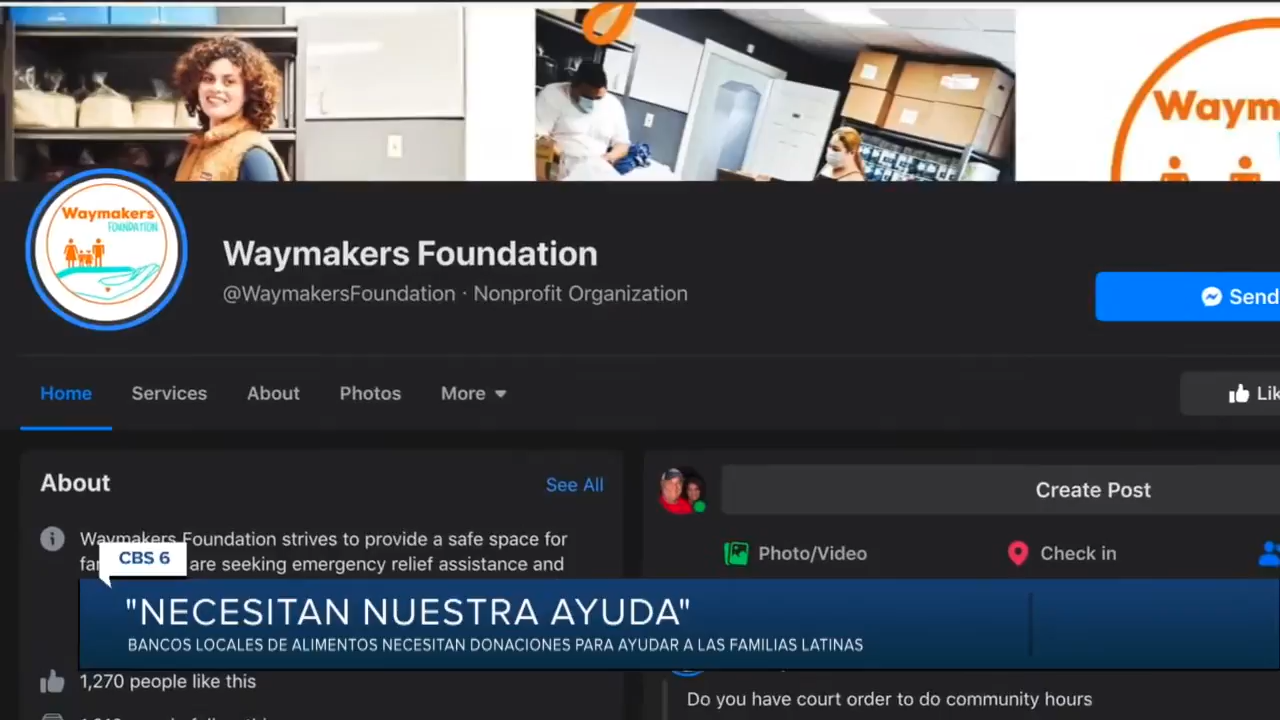 Waym
Waymakers
FOUNDATION
Waymakers Foundation
@WaymakersFoundation · Nonprofit Organization
Send
Home
Services
About
Photos
More
Lik
About
See All
Create Post
Waymakers Foundation strives to provide a safe space for
are seeking emergency relief assistance and
Photo/Video
Check in
CBS 6
"NECESITAN NUESTRA AYUDA"
BANCOS LOCALES DE ALIMENTOS NECESITAN DONACIONES PARA AYUDAR A LAS FAMILIAS LATINAS
1,270 people like this
Do you have court order to do community hours